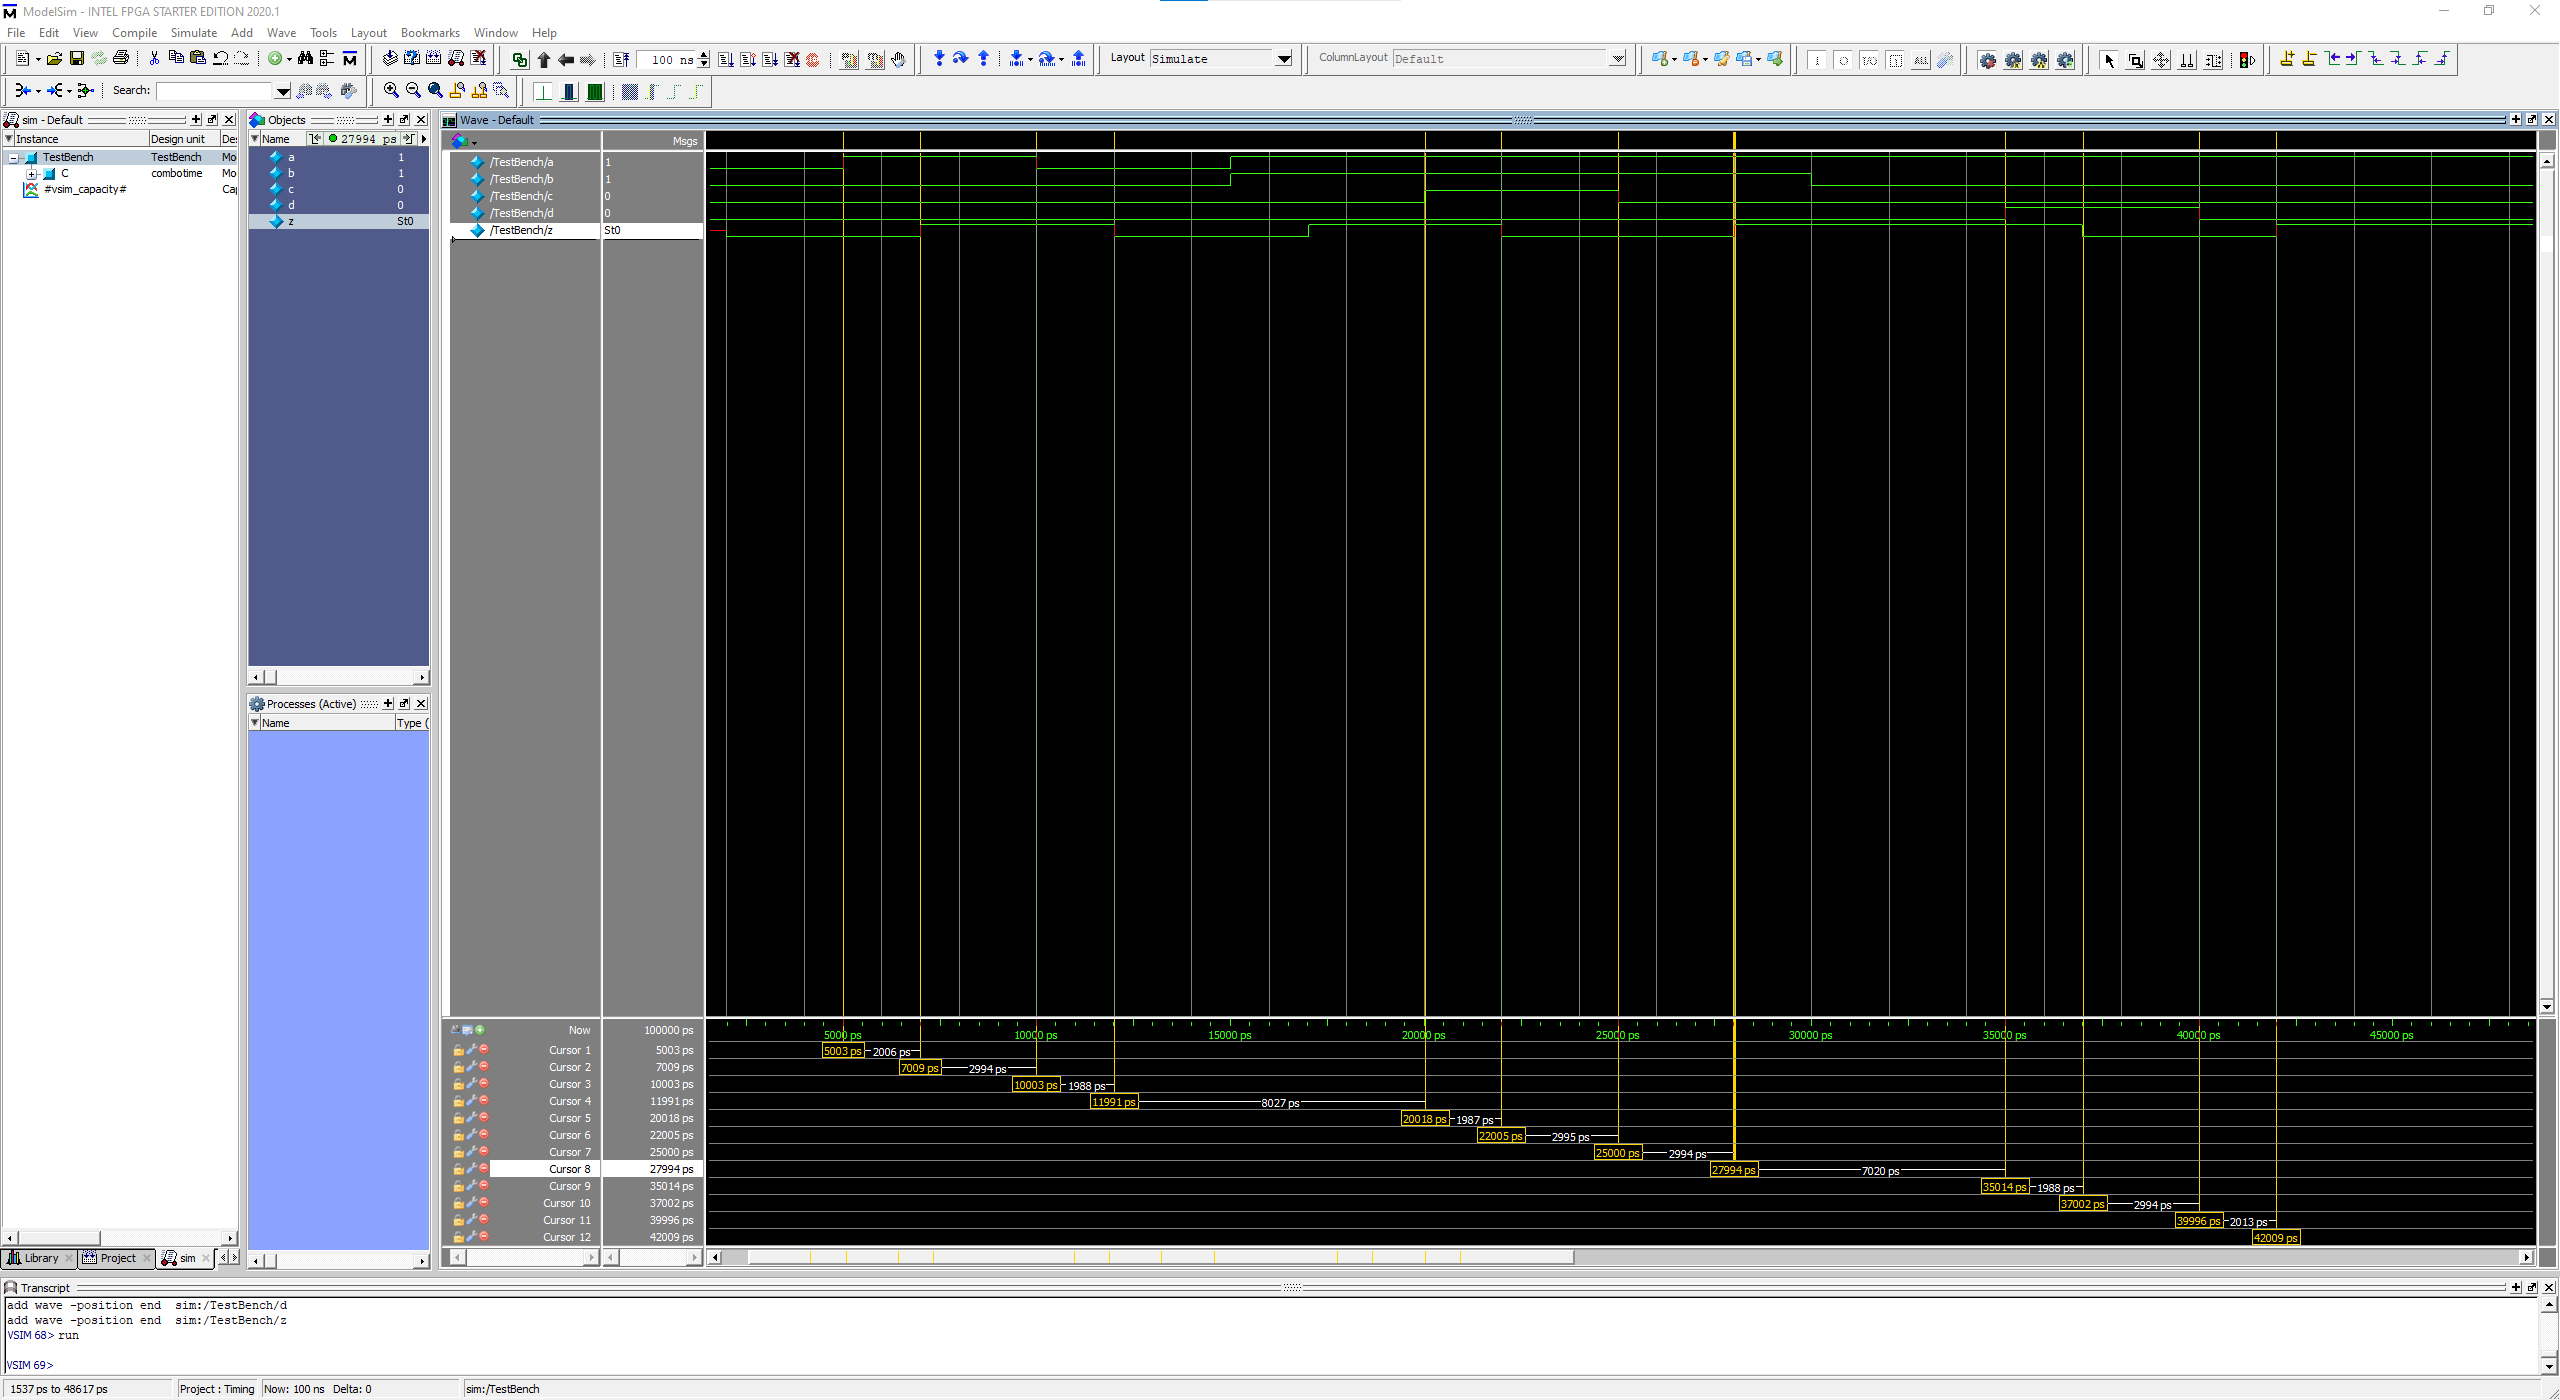 ModelSim - INTEL FPGA STARTER EDITION 2020.1
File Edit View Compile Simulate Add Wave Tools Layout Bookmarks Window Help
100 ns
Layout Simulate
ColumnLayout Default
Search:
sim - Default
Instance Design unit
TestBench TestBench Mo
C combotime Mo
#vsim_capacity# Cap
Objects
Name 27994 ps
a 1
b 1
c 0
d 0
z St0
Processes (Active)
Name Type (
Wave - Default
Msgs
/TestBench/a 1
/TestBench/b 1
/TestBench/c 0
/TestBench/d 0
/TestBench/z St0
Now 100000 ps
5000 ps 10000 ps 15000 ps 20000 ps 25000 ps 30000 ps 35000 ps 40000 ps 45000 ps
Cursor 1 5003 ps 5003 ps 2006 ps
Cursor 2 7009 ps 7009 ps 2994 ps
Cursor 3 10003 ps 10003 ps 1988 ps
Cursor 4 11991 ps 11991 ps 8027 ps
Cursor 5 20018 ps 20018 ps 1987 ps
Cursor 6 22005 ps 22005 ps 2995 ps
Cursor 7 25000 ps 25000 ps 2994 ps
Cursor 8 27994 ps 27994 ps 7020 ps
Cursor 9 35014 ps 35014 ps 1988 ps
Cursor 10 37002 ps 37002 ps 2994 ps
Cursor 11 39996 ps 39996 ps 2013 ps
Cursor 12 42009 ps 42009 ps
Library Project sim
Transcript
add wave -position end sim:/TestBench/d
add wave -position end sim:/TestBench/z
VSIM 68> run
VSIM 69>
1537 ps to 48617 ps Project : Timing Now: 100 ns Delta: 0 sim:/TestBench